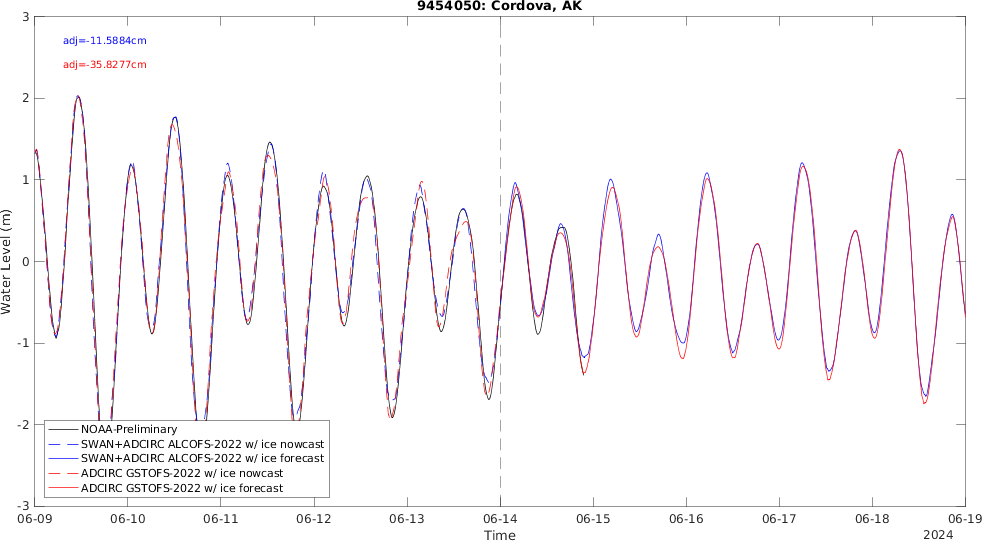 9454050: Cordova, AK
adj=-11.5884cm
adj=-35.8277cm
3
2
1
0
-1
-2
-3
Water Level (m)
NOAA-Preliminary
SWAN+ADCIRC ALCOFS-2022 w/ ice nowcast
SWAN+ADCIRC ALCOFS-2022 w/ ice forecast
ADCIRC GSTOFS-2022 w/ ice nowcast
ADCIRC GSTOFS-2022 w/ ice forecast
06-09 06-10 06-11 06-12 06-13 06-14 06-15 06-16 06-17 06-18 06-19
Time
2024